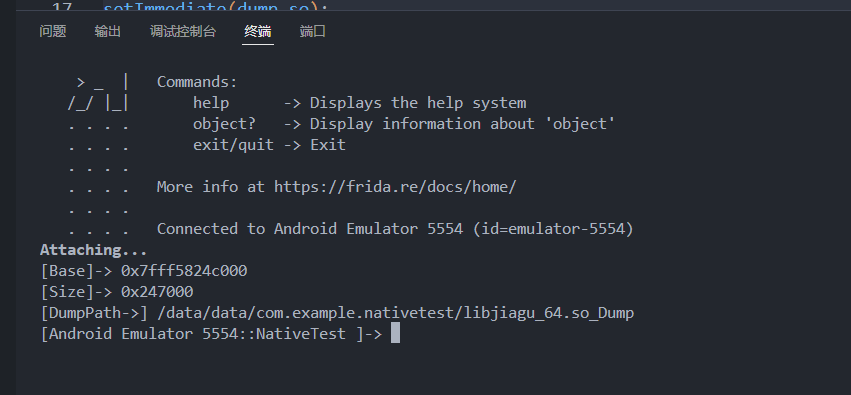 17 setImmediate(dump_so);
问题 输出 调试控制台 终端 端口
> _ | Commands:
/_/ |_| help -> Displays the help system
. . . . object? -> Display information about 'object'
. . . . exit/quit -> Exit
. . . .
. . . . More info at https://frida.re/docs/home/
. . . .
. . . . Connected to Android Emulator 5554 (id=emulator-5554)
Attaching...
[Base]-> 0x7fff5824c000
[Size]-> 0x247000
[DumpPath->] /data/data/com.example.nativetest/libjiagu_64.so_Dump
[Android Emulator 5554::NativeTest ]->